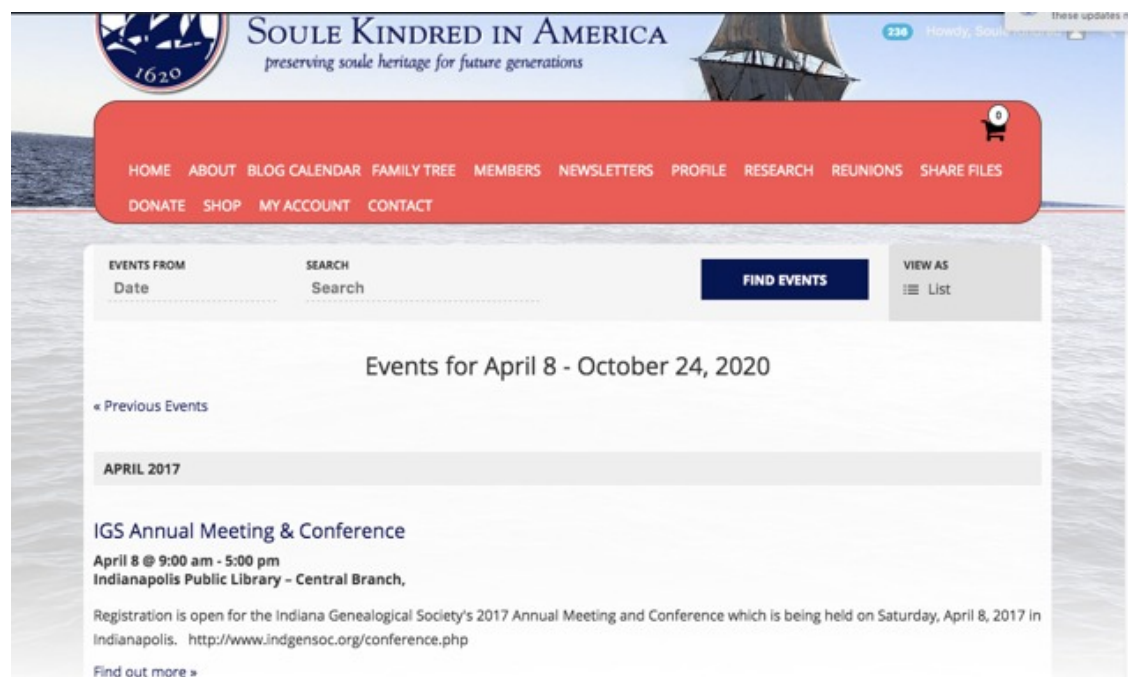 these updates
SOULE KINDRED IN AMERICA
preserving soule heritage for future generations
1620
236 Howdy, Soule Kindred
0
HOME ABOUT BLOG CALENDAR FAMILY TREE MEMBERS NEWSLETTERS PROFILE RESEARCH REUNIONS SHARE FILES
DONATE SHOP MY ACCOUNT CONTACT
EVENTS FROM SEARCH VIEW AS
Date Search FIND EVENTS List
Events for April 8 - October 24, 2020
« Previous Events
APRIL 2017
IGS Annual Meeting & Conference
April 8 @ 9:00 am - 5:00 pm
Indianapolis Public Library – Central Branch,
Registration is open for the Indiana Genealogical Society's 2017 Annual Meeting and Conference which is being held on Saturday, April 8, 2017 in
Indianapolis. http://www.indgensoc.org/conference.php
Find out more »